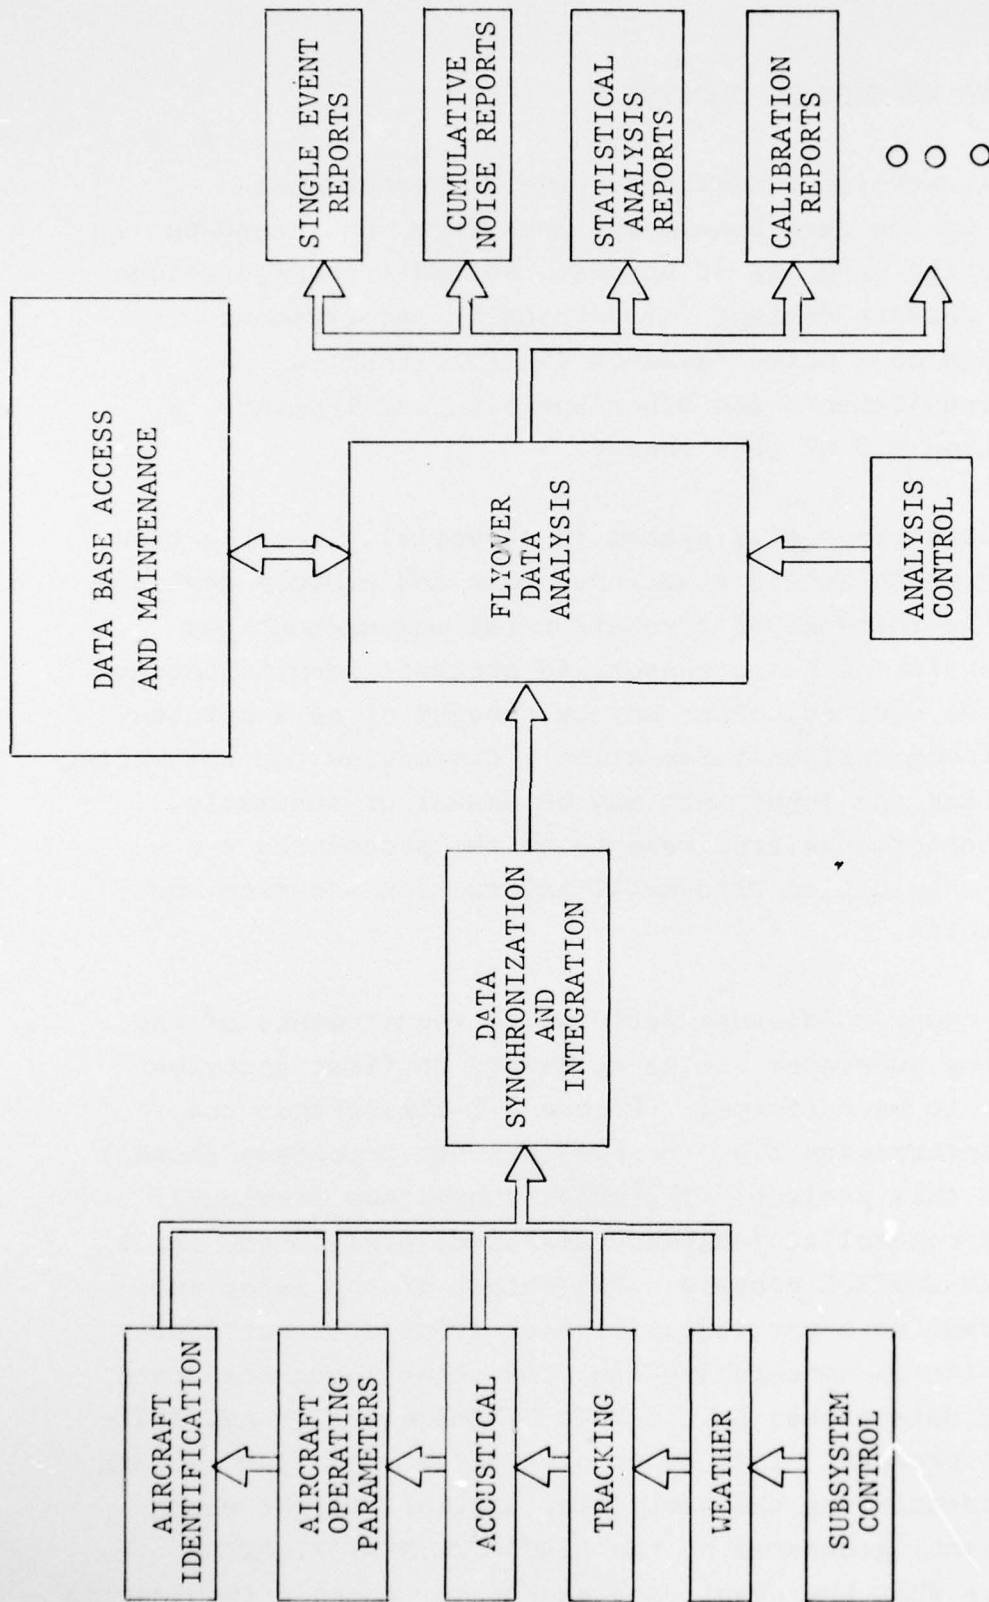 AIRCRAFT
IDENTIFICATION
AIRCRAFT
OPERATING
PARAMETERS
ACCOUSTICAL
TRACKING
WEATHER
SUBSYSTEM
CONTROL
DATA
SYNCHRONIZATION
AND
INTEGRATION
DATA BASE ACCESS
AND MAINTENANCE
FLYOVER
DATA
ANALYSIS
ANALYSIS
CONTROL
SINGLE EVENT
REPORTS
CUMULATIVE
NOISE REPORTS
STATISTICAL
ANALYSIS
REPORTS
CALIBRATION
REPORTS